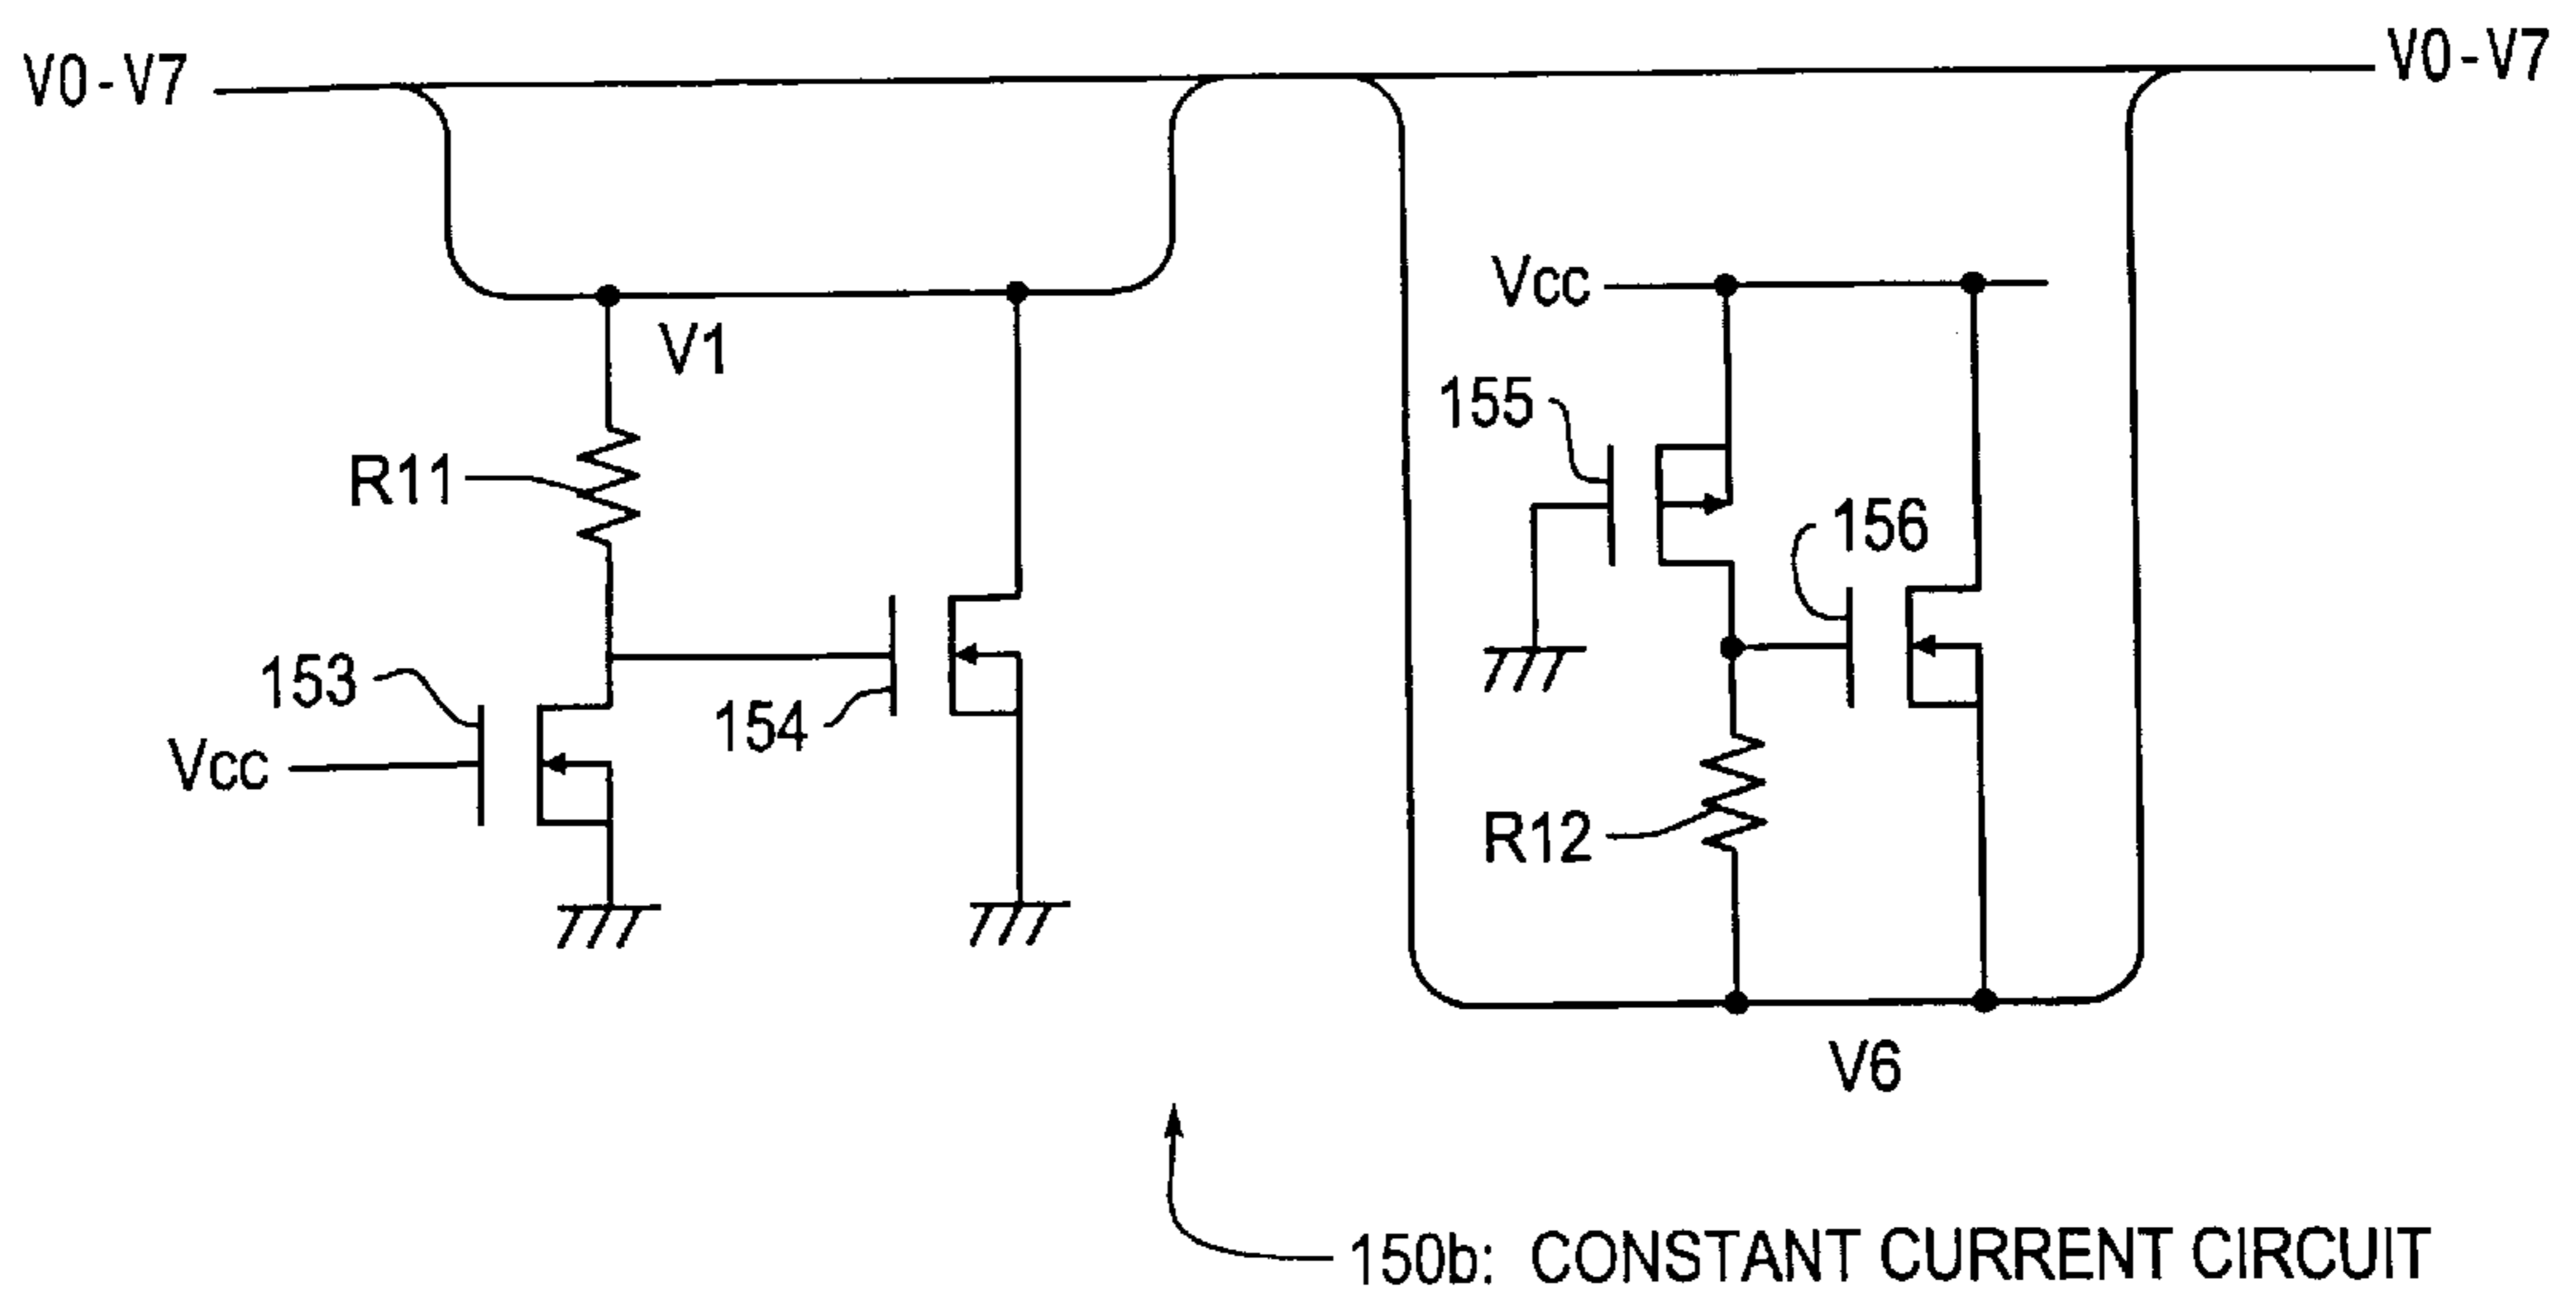 V0-V7
V0-V7
V1
Vcc
155
R11
156
153
154
Vcc
R12
V6
150b: CONSTANT CURRENT CIRCUIT